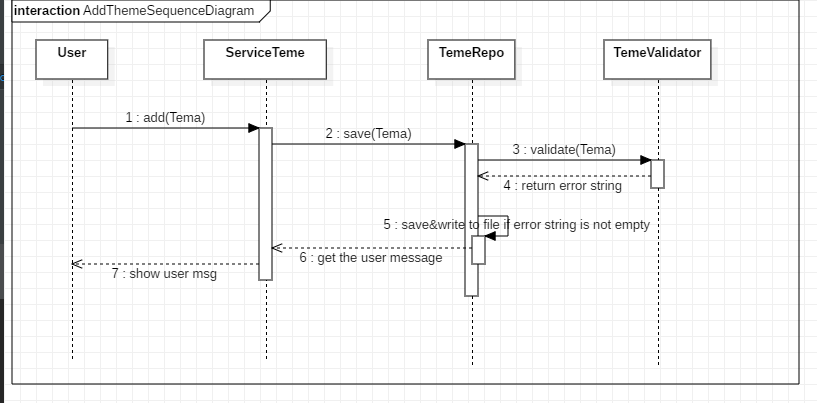 interaction AddThemeSequenceDiagram
User
ServiceTeme
TemeRepo
TemeValidator
1 : add(Tema)
2 : save(Tema)
3 : validate(Tema)
4 : return error string
5 : save&write to file if error string is not empty
6 : get the user message
7 : show user msg